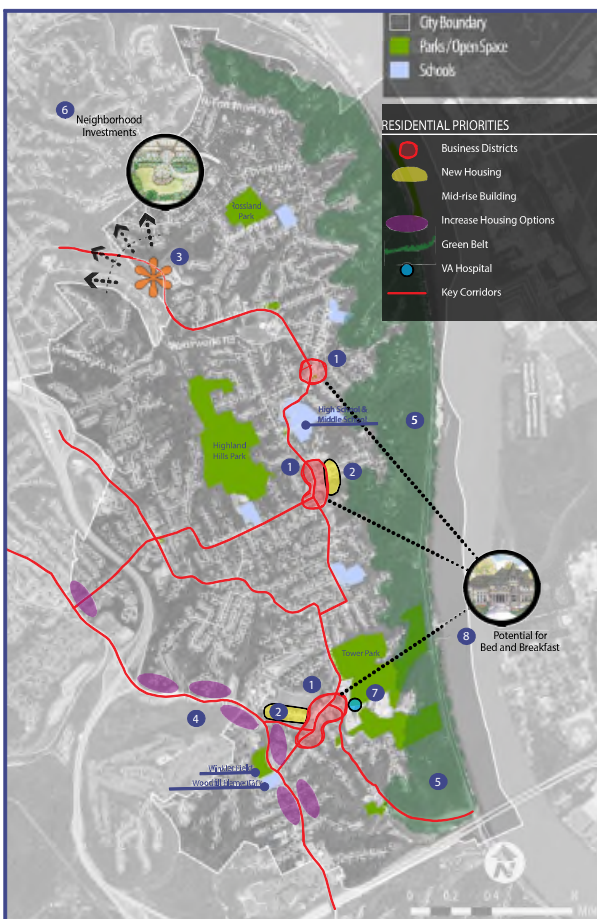 City Boundary
Parks / Open Space
Schools
RESIDENTIAL PRIORITIES
Business Districts
New Housing
Mid-rise Building
Increase Housing Options
Green Belt
VA Hospital
Key Corridors
6
Neighborhood
Investments
Rossland
Park
3
1
High School &
Middle School
5
Highland
Hills Park
1
2
8
Potential for
Bed and Breakfast
Tower Park
1
7
2
4
Winkler Field
5
N
0
0.2
0.4